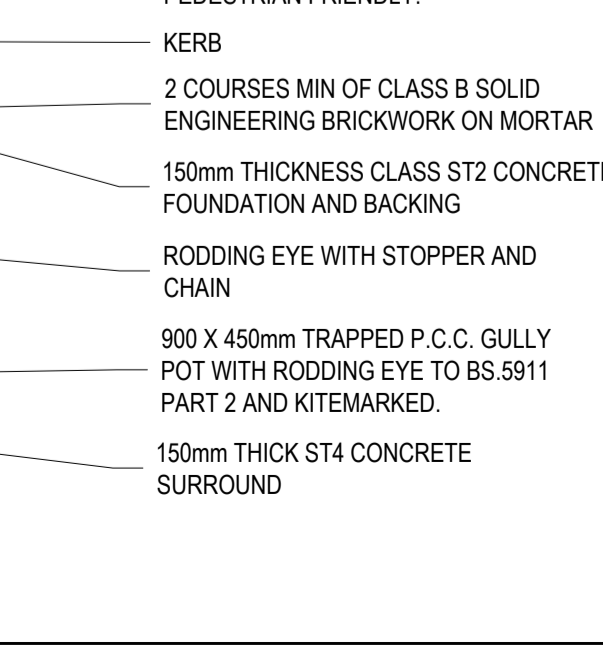 PEDESTRIAN FRIENDLY.
KERB
2 COURSES MIN OF CLASS B SOLID
ENGINEERING BRICKWORK ON MORTAR
150mm THICKNESS CLASS ST2 CONCRETE
FOUNDATION AND BACKING
RODDING EYE WITH STOPPER AND
CHAIN
900 X 450mm TRAPPED P.C.C. GULLY
POT WITH RODDING EYE TO BS.5911
PART 2 AND KITEMARKED.
150mm THICK ST4 CONCRETE
SURROUND